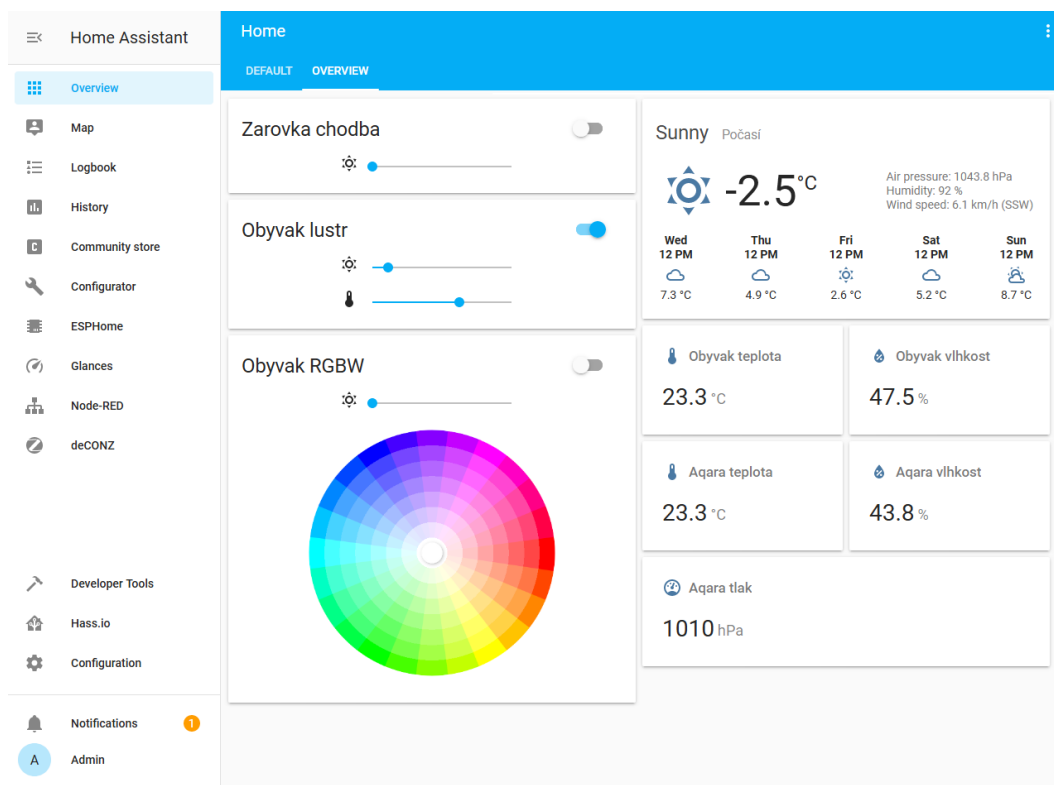 Home Assistant
Overview
Map
Logbook
History
Community store
Configurator
ESPHome
Glances
Node-RED
deCONZ
Developer Tools
Hass.io
Configuration
Notifications 1
A Admin
Home
DEFAULT OVERVIEW
Zarovka chodba
Obyvak lustr
Obyvak RGBW
Sunny Počasí
-2.5°C
Air pressure: 1043.8 hPa
Humidity: 92 %
Wind speed: 6.1 km/h (SSW)
Wed Thu Fri Sat Sun
12 PM 12 PM 12 PM 12 PM 12 PM
7.3 °C 4.9 °C 2.6 °C 5.2 °C 8.7 °C
Obyvak teplota
23.3 °C
Obyvak vlhkost
47.5 %
Aqara teplota
23.3 °C
Aqara vlhkost
43.8 %
Aqara tlak
1010 hPa